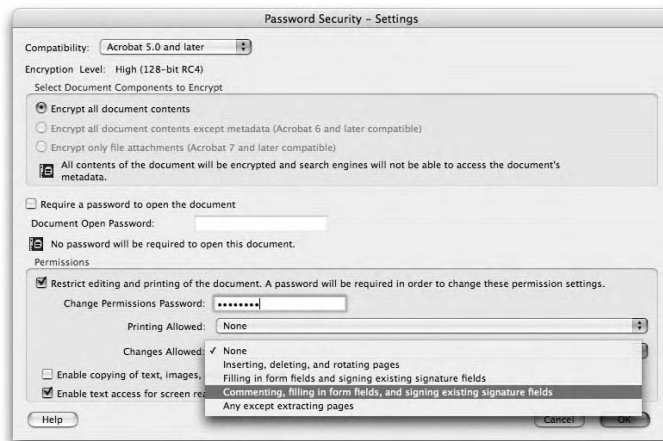 Password Security – Settings
Compatibility: Acrobat 5.0 and later
Encryption Level: High (128-bit RC4)
Select Document Components to Encrypt
Encrypt all document contents
Encrypt all document contents except metadata (Acrobat 6 and later compatible)
Encrypt only file attachments (Acrobat 7 and later compatible)
All contents of the document will be encrypted and search engines will not be able to access the document's
metadata.
Require a password to open the document
Document Open Password:
No password will be required to open this document.
Permissions
Restrict editing and printing of the document. A password will be required in order to change these permission settings.
Change Permissions Password: ••••••••
Printing Allowed: None
Changes Allowed: ✓ None
Inserting, deleting, and rotating pages
Enable copying of text, images,
Filling in form fields and signing existing signature fields
Commenting, filling in form fields, and signing existing signature fields
Enable text access for screen rea
Any except extracting pages
Help Cancel OK